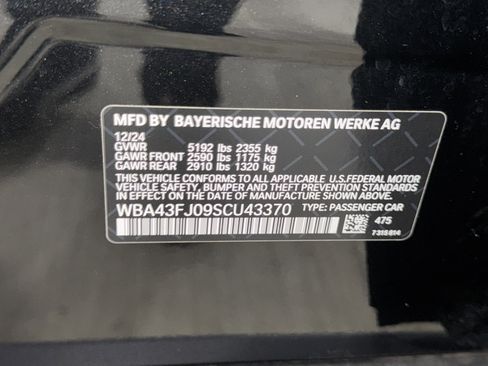 MFD BY BAYERISCHE MOTOREN WERKE AG
12/24
GVWR 5192 lbs 2355 kg
GAWR FRONT 2590 lbs 1175 kg
GAWR REAR 2910 lbs 1320 kg
THIS VEHICLE CONFORMS TO ALL APPLICABLE U.S.FEDERAL MOTOR
VEHICLE SAFETY, BUMPER AND THEFT PREVENTION STANDARDS
IN EFFECT ON THE DATE OF MANUFACTURE SHOWN ABOVE.
WBA43FJ09SCU43370 TYPE: PASSENGER CAR
475
7315814